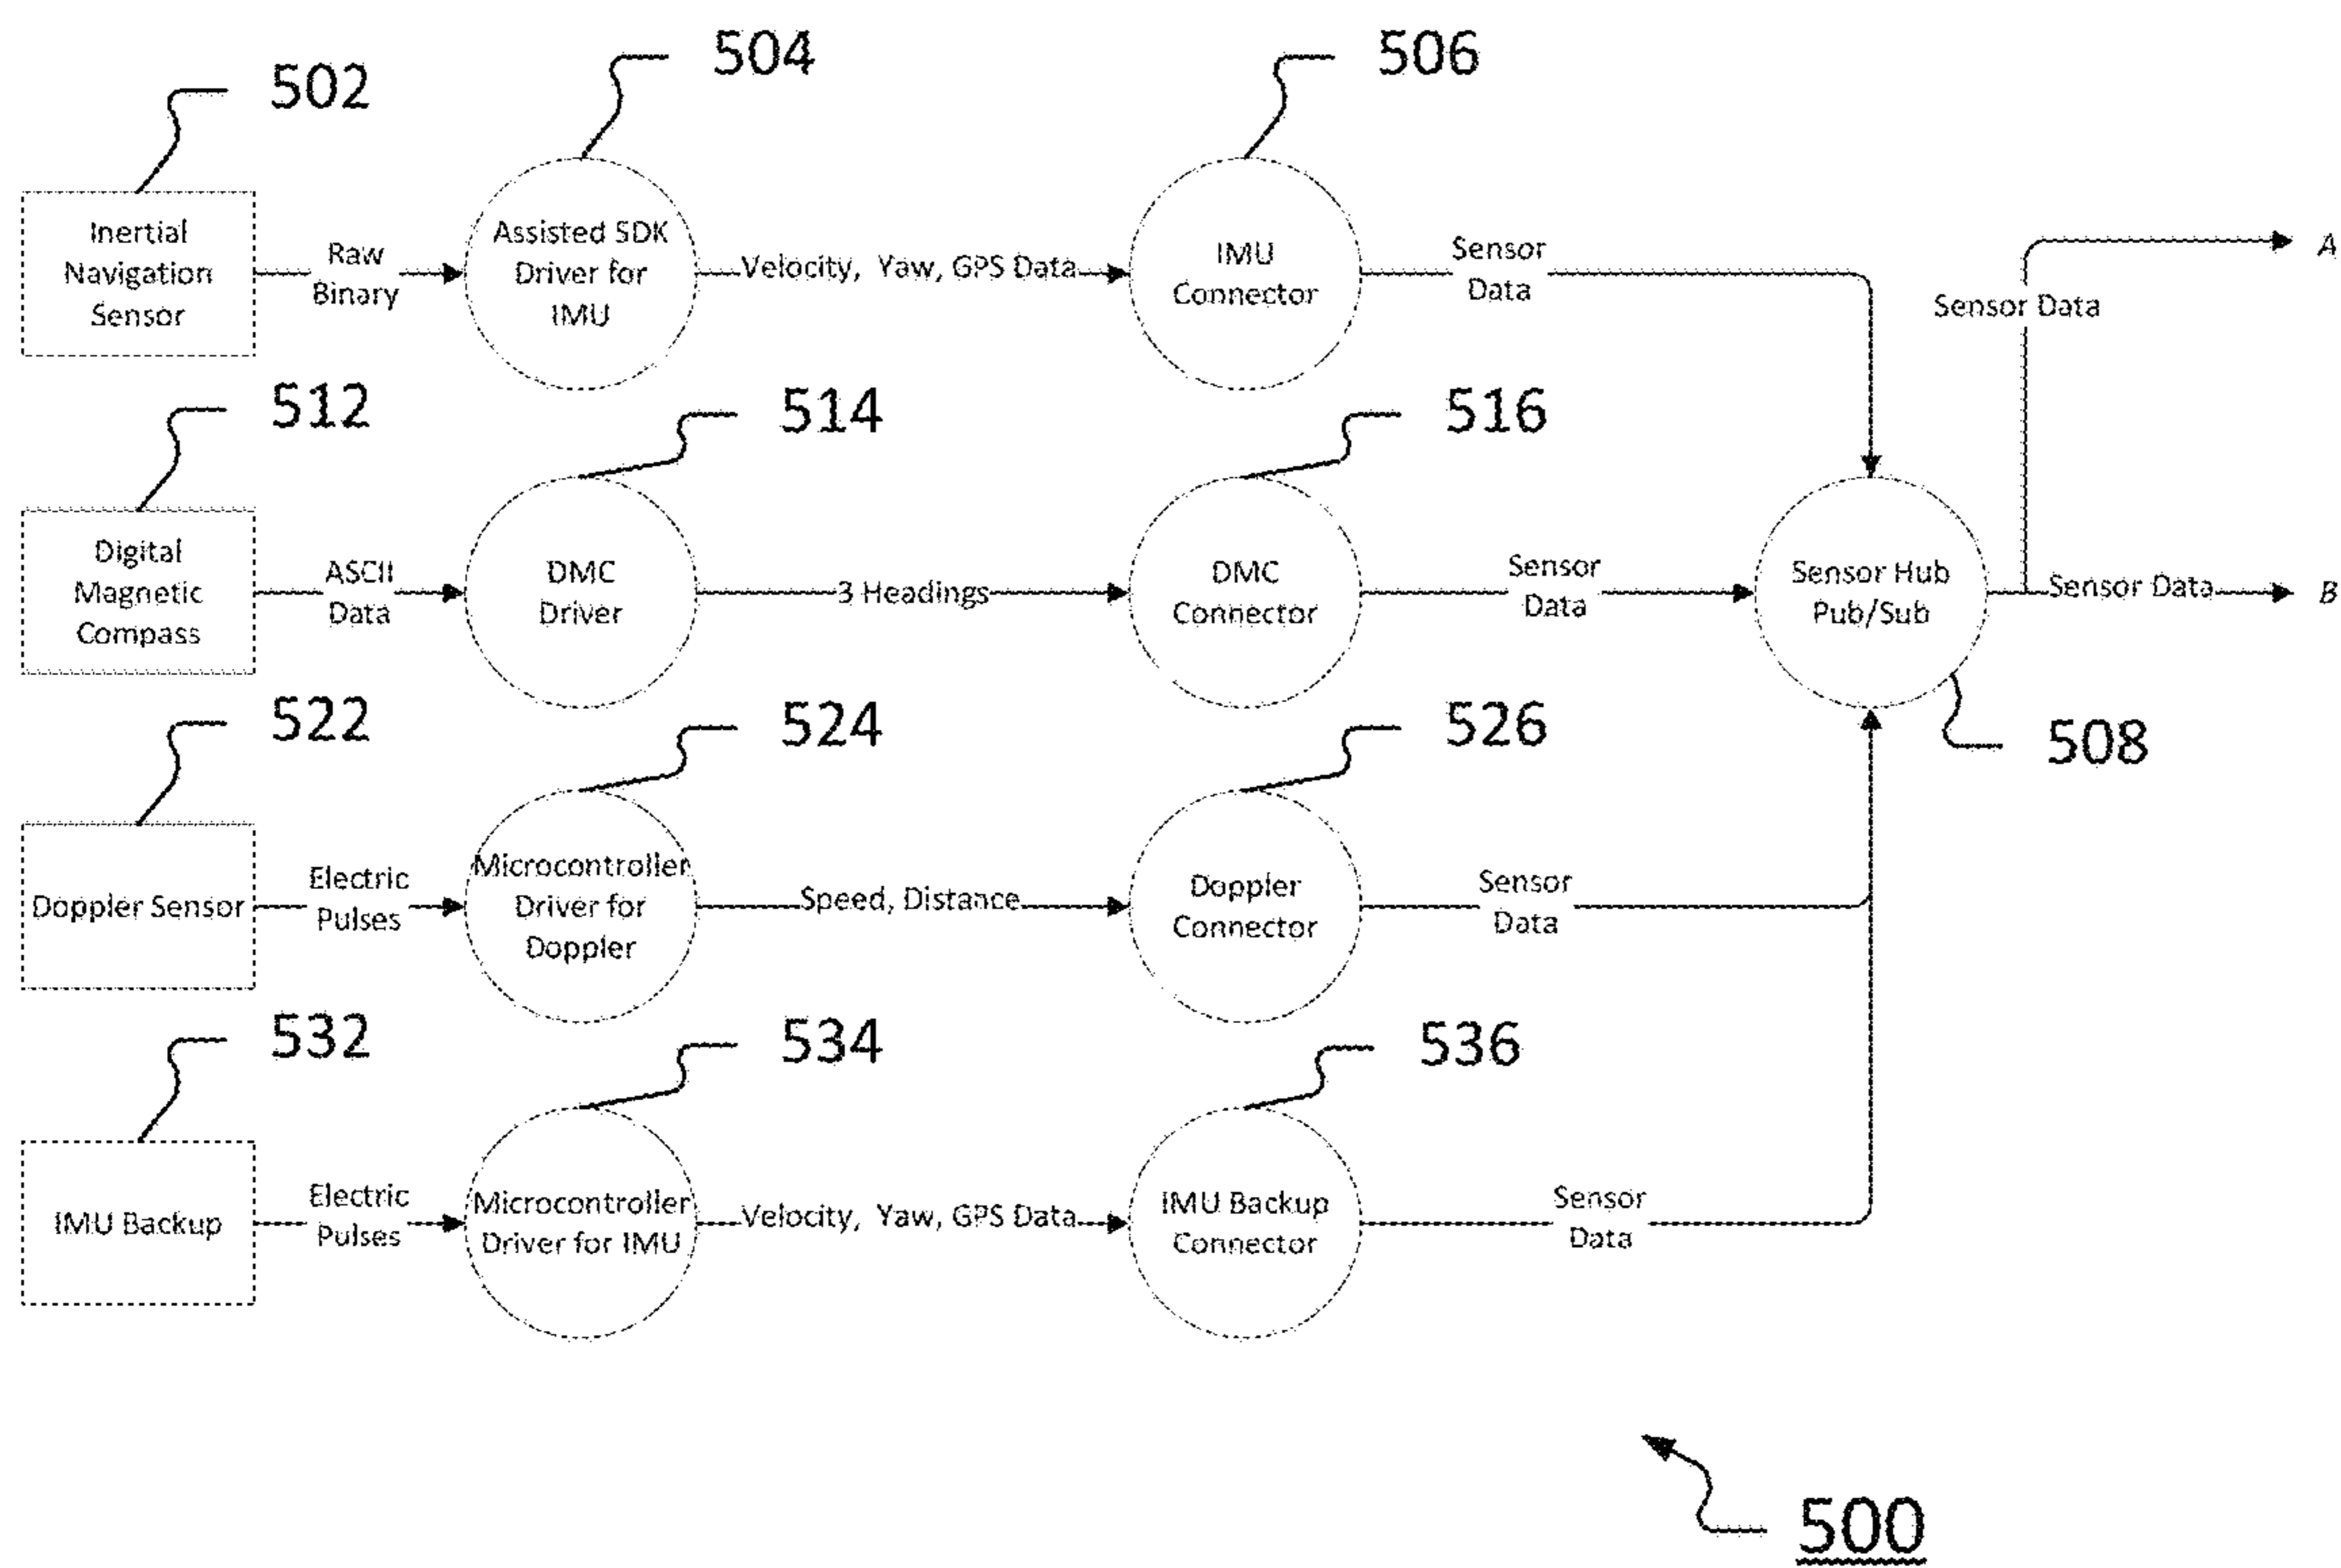 502
504
506
Inertial
Navigation
Sensor
Raw
Binary
Assisted SDK
Driver for
IMU
Velocity, Yaw, GPS Data
IMU
Connector
Sensor
Data
Sensor Data
A
512
514
516
Digital
Magnetic
Compass
ASCII
Data
DMC
Driver
3 Headings
DMC
Connector
Sensor
Data
Sensor Hub
Pub/Sub
Sensor Data
B
508
522
524
526
Doppler Sensor
Electric
Pulses
Microcontroller
Driver for
Doppler
Speed, Distance
Doppler
Connector
Sensor
Data
532
534
536
IMU Backup
Electric
Pulses
Microcontroller
Driver for IMU
Velocity, Yaw, GPS Data
IMU Backup
Connector
Sensor
Data
500